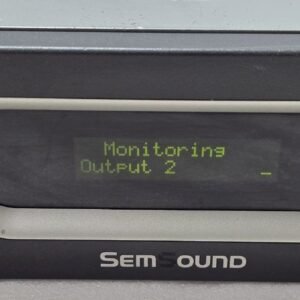 Monitoring
Output 2 _
SEMSOUND